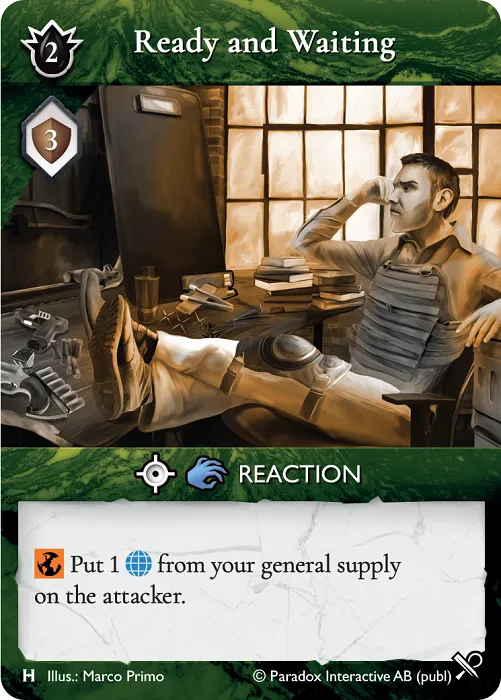 2
Ready and Waiting
3
REACTION
Put 1 from your general supply
on the attacker.
H Illus.: Marco Primo © Paradox Interactive AB (publ)